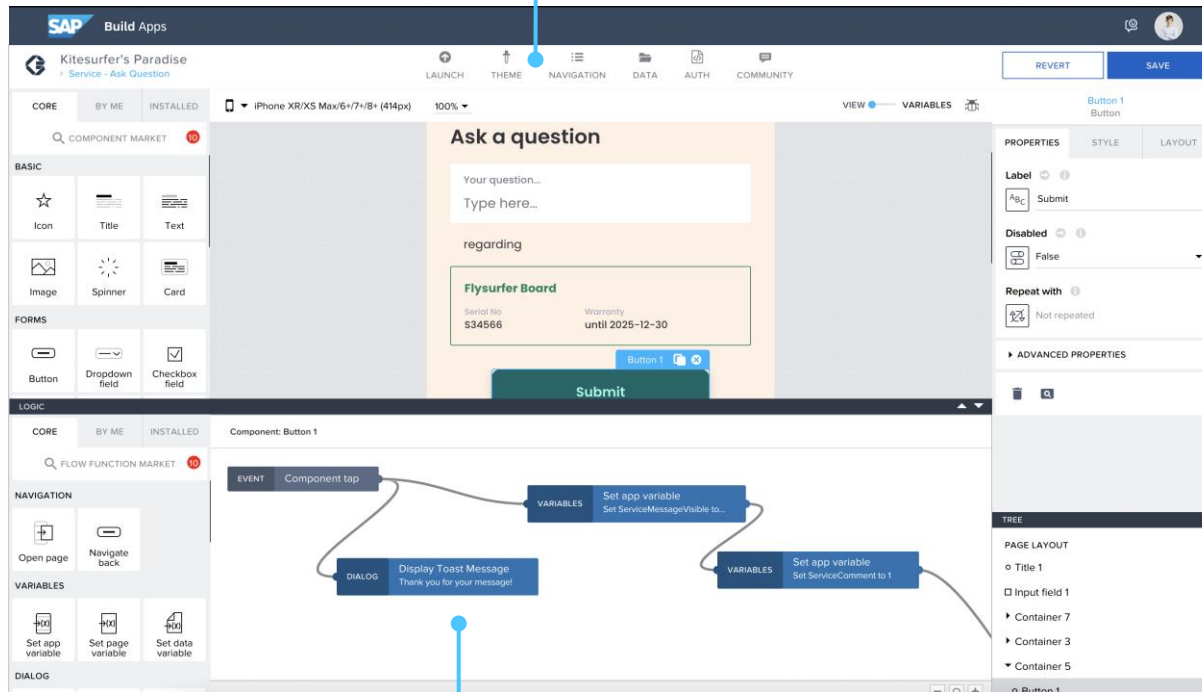 SAP Build Apps
Kitesurfer's Paradise
Service - Ask Question
LAUNCH THEME NAVIGATION DATA AUTH COMMUNITY
REVERT SAVE
CORE BY ME INSTALLED
iPhone XR/XS Max/6+/7+/8+ (414px) 100%
VIEW VARIABLES
Button 1
Button
COMPONENT MARKET 10
PROPERTIES STYLE LAYOUT
BASIC
Icon Title Text
Image Spinner Card
FORMS
Button Dropdown field Checkbox field
Ask a question
Your question...
Type here...
regarding
Flysurfer Board
Serial No Warranty
S34566 until 2025-12-30
Button 1
Submit
Label
ABC Submit
Disabled
False
Repeat with
Not repeated
ADVANCED PROPERTIES
LOGIC
CORE BY ME INSTALLED
Component: Button 1
FLOW FUNCTION MARKET 10
NAVIGATION
Open page Navigate back
VARIABLES
Set app variable Set page variable Set data variable
DIALOG
EVENT Component tap
VARIABLES Set app variable
Set ServiceMessageVisible to...
DIALOG Display Toast Message
Thank you for your message!
VARIABLES Set app variable
Set ServiceComment to 1
TREE
PAGE LAYOUT
Title 1
Input field 1
Container 7
Container 3
Container 5
Button 1